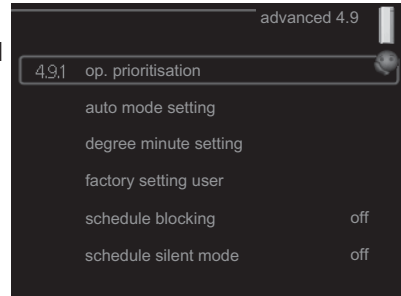 advanced 4.9
4.9.1 op. prioritisation
auto mode setting
degree minute setting
factory setting user
schedule blocking off
schedule silent mode off